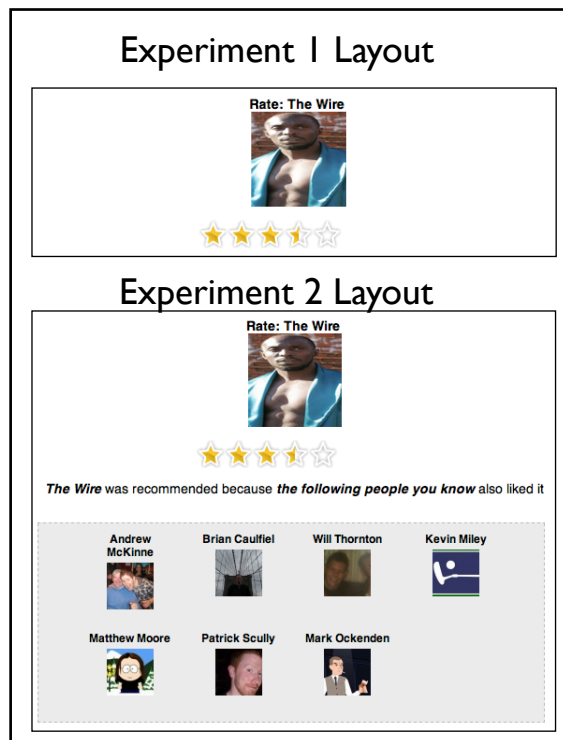 Experiment 1 Layout
Rate: The Wire
Experiment 2 Layout
Rate: The Wire
The Wire was recommended because the following people you know also liked it
Andrew
McKinne
Brian Caulfiel
Will Thornton
Kevin Miley
Matthew Moore
Patrick Scully
Mark Ockenden